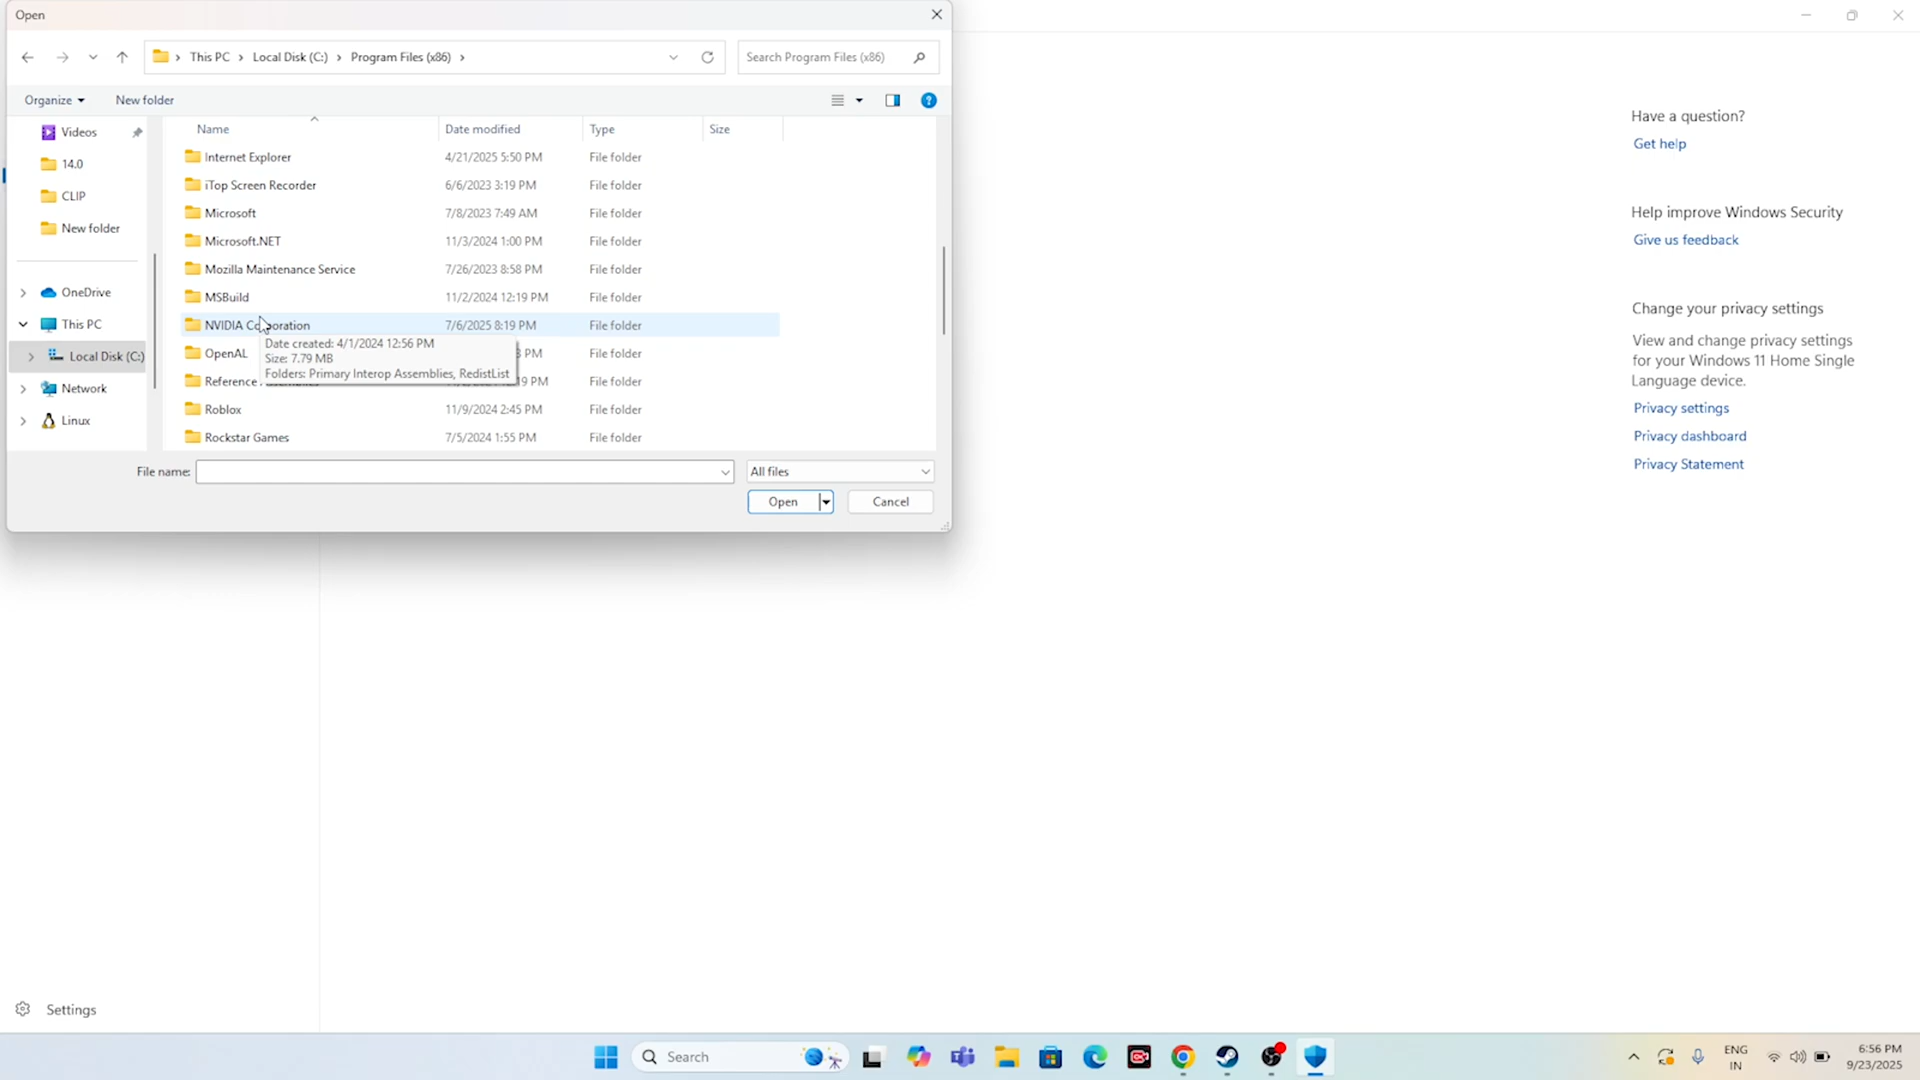 Open
This PC > Local Disk (C:) > Program Files (x86) >
Search Program Files (x86)
Organize
New folder
Name
Date modified
Type
Size
Videos
14.0
CLIP
New folder
OneDrive
This PC
Local Disk (C:)
Network
Linux
Internet Explorer 4/21/2025 5:50 PM File folder
iTop Screen Recorder 6/6/2023 3:19 PM File folder
Microsoft 7/8/2023 7:49 AM File folder
Microsoft.NET 11/3/2024 1:00 PM File folder
Mozilla Maintenance Service 7/26/2023 8:58 PM File folder
MSBuild 11/2/2024 12:19 PM File folder
NVIDIA Corporation 7/6/2025 8:19 PM File folder
OpenAL PM File folder
Date created: 4/1/2024 12:56 PM
Size: 7.79 MB
Folders: Primary Interop Assemblies, RedistList
Reference PM File folder
Roblox 11/9/2024 2:45 PM File folder
Rockstar Games 7/5/2024 1:55 PM File folder
File name:
All files
Open
Cancel
Have a question?
Get help
Help improve Windows Security
Give us feedback
Change your privacy settings
View and change privacy settings
for your Windows 11 Home Single
Language device.
Privacy settings
Privacy dashboard
Privacy Statement
Settings
Search
ENG
IN
6:56 PM
9/23/2025